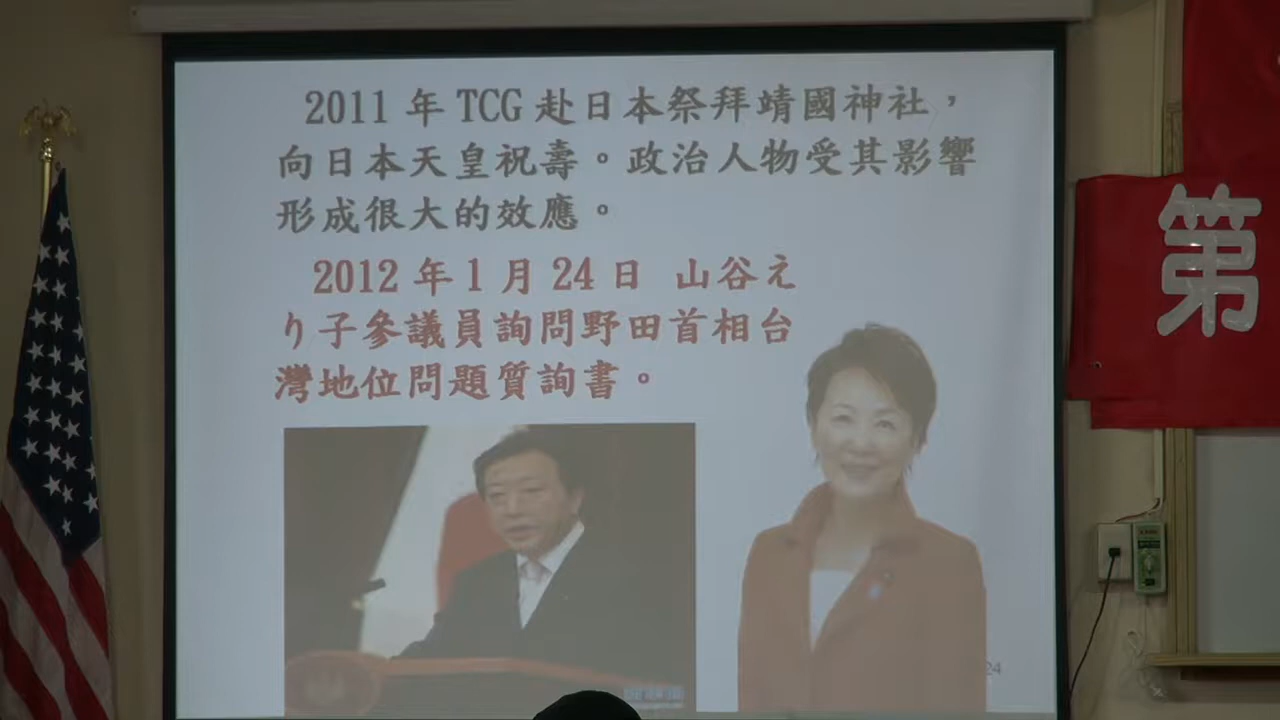 2011 年 TCG 赴日本祭拜靖國神社，
向日本天皇祝壽。政治人物受其影響
形成很大的效應。
2012 年 1 月 24 日 山谷え
り子參議員詢問野田首相台
灣地位問題質詢書。
24
第